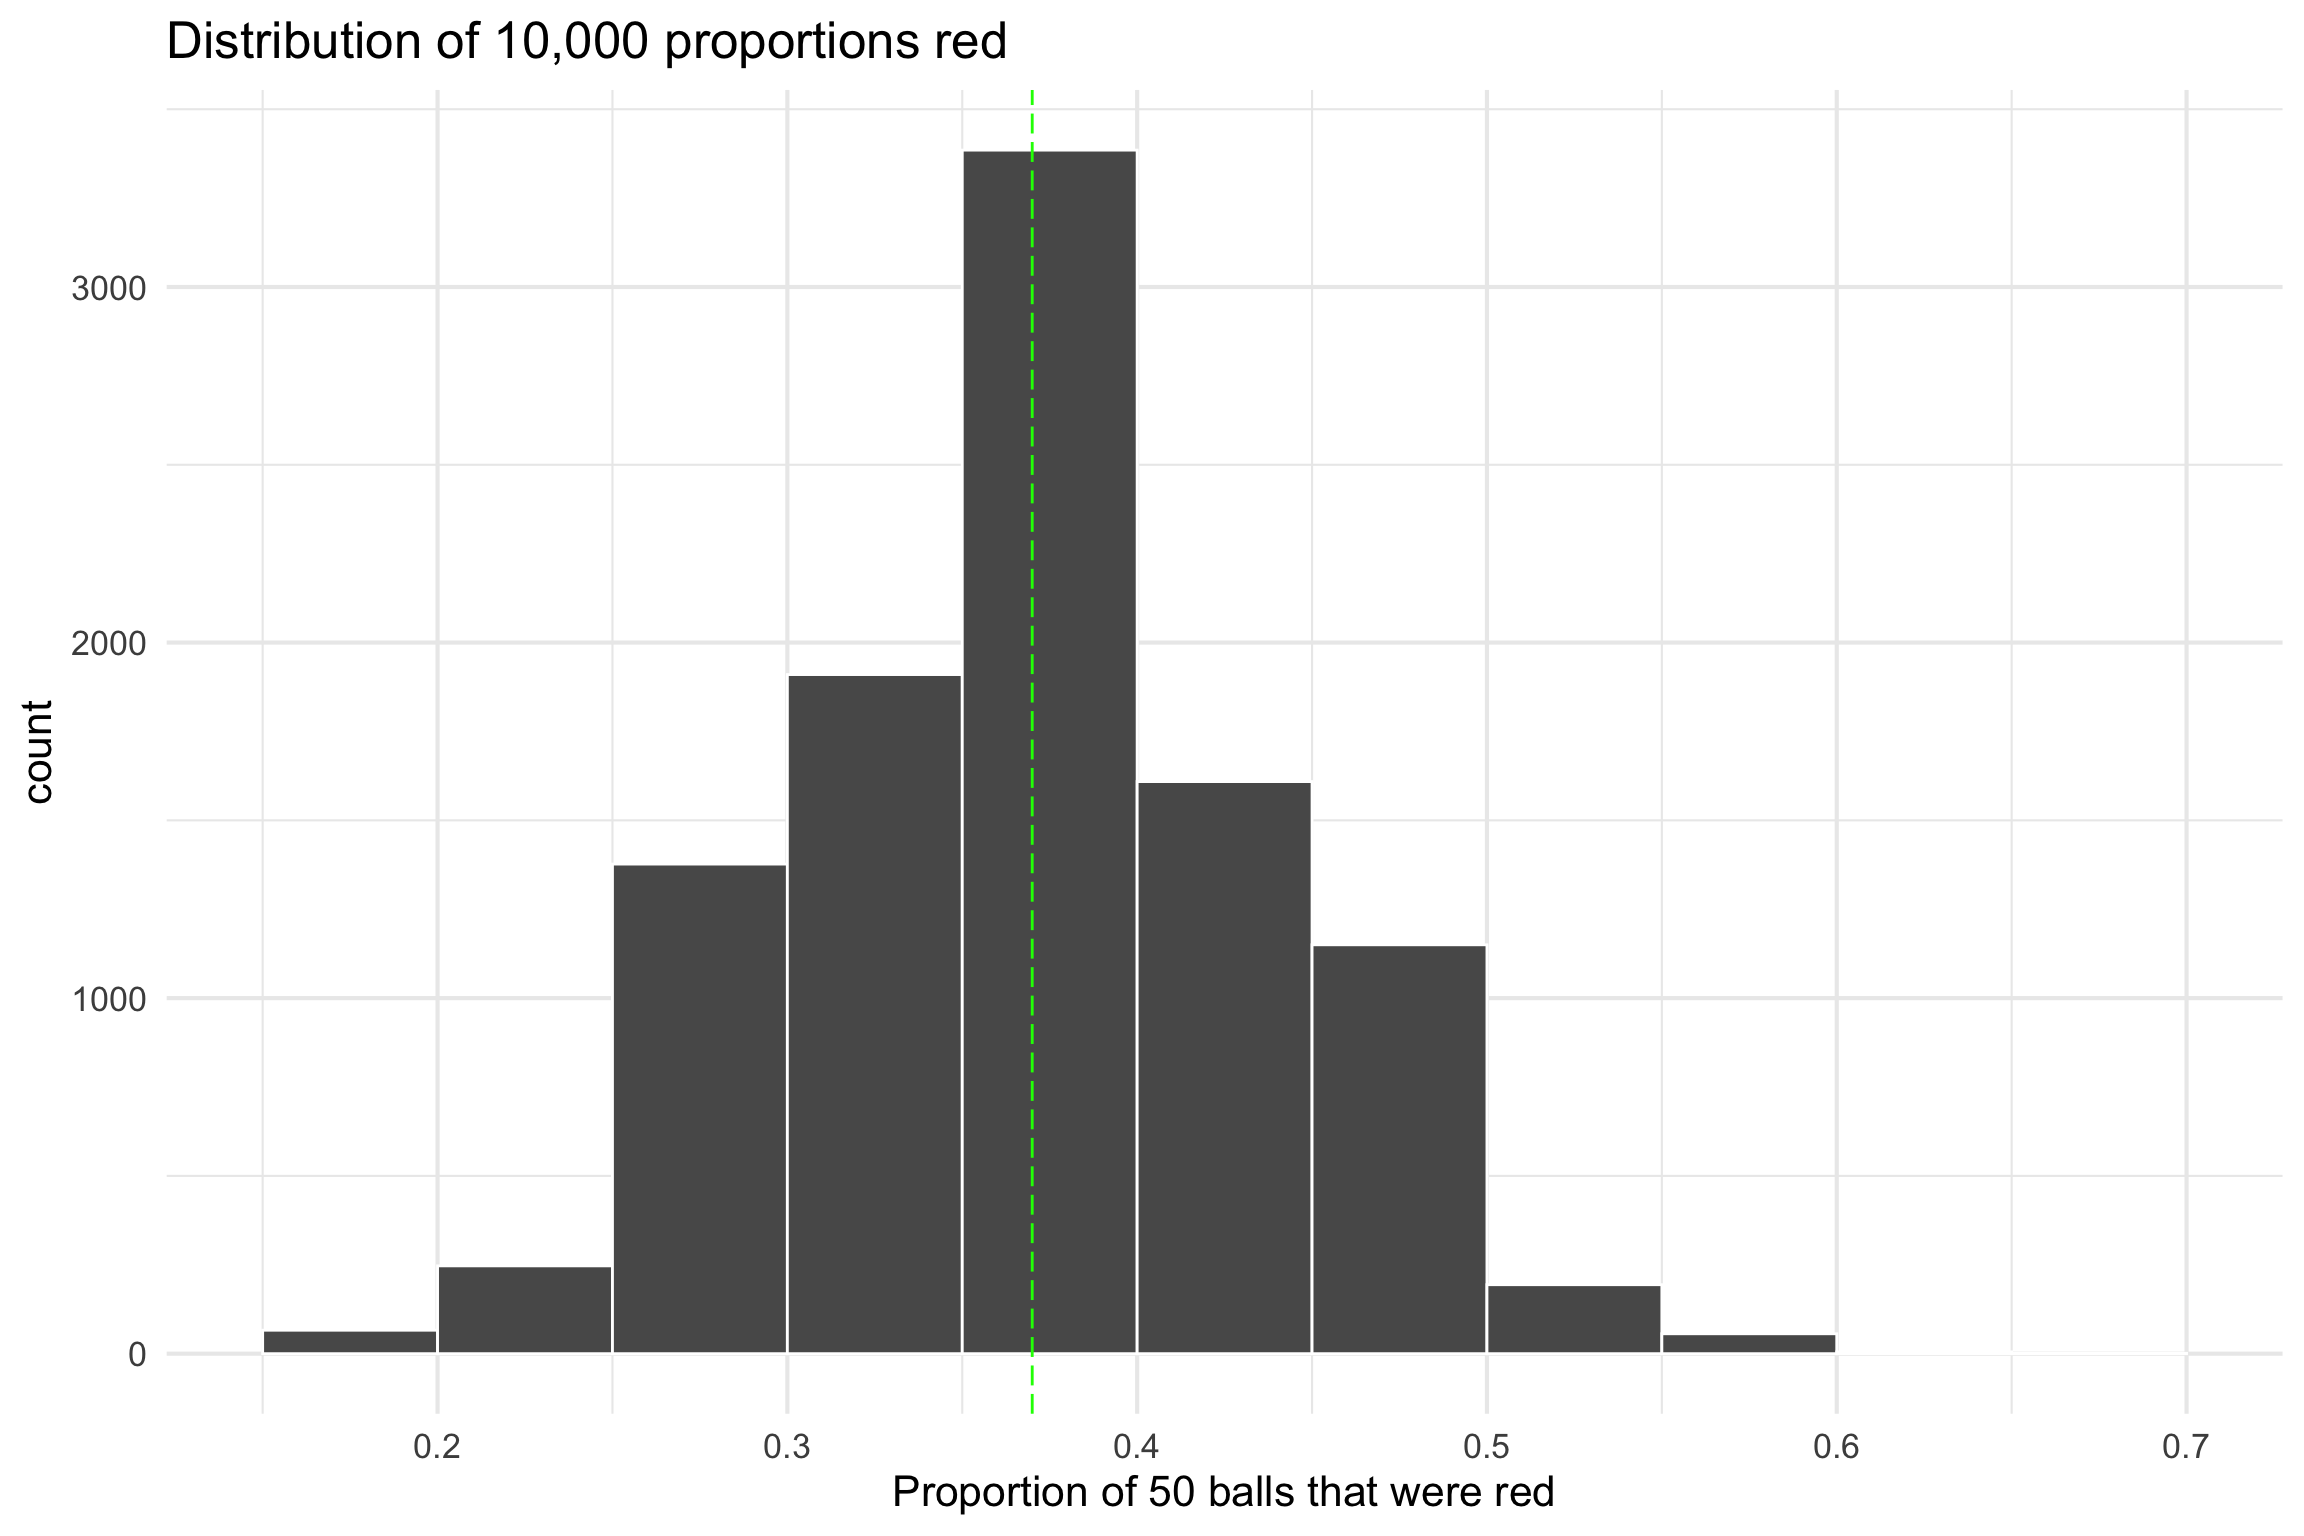 Distribution of 10,000 proportions red
3000
2000
1000
0
count
0.2 0.3 0.4 0.5 0.6 0.7
Proportion of 50 balls that were red